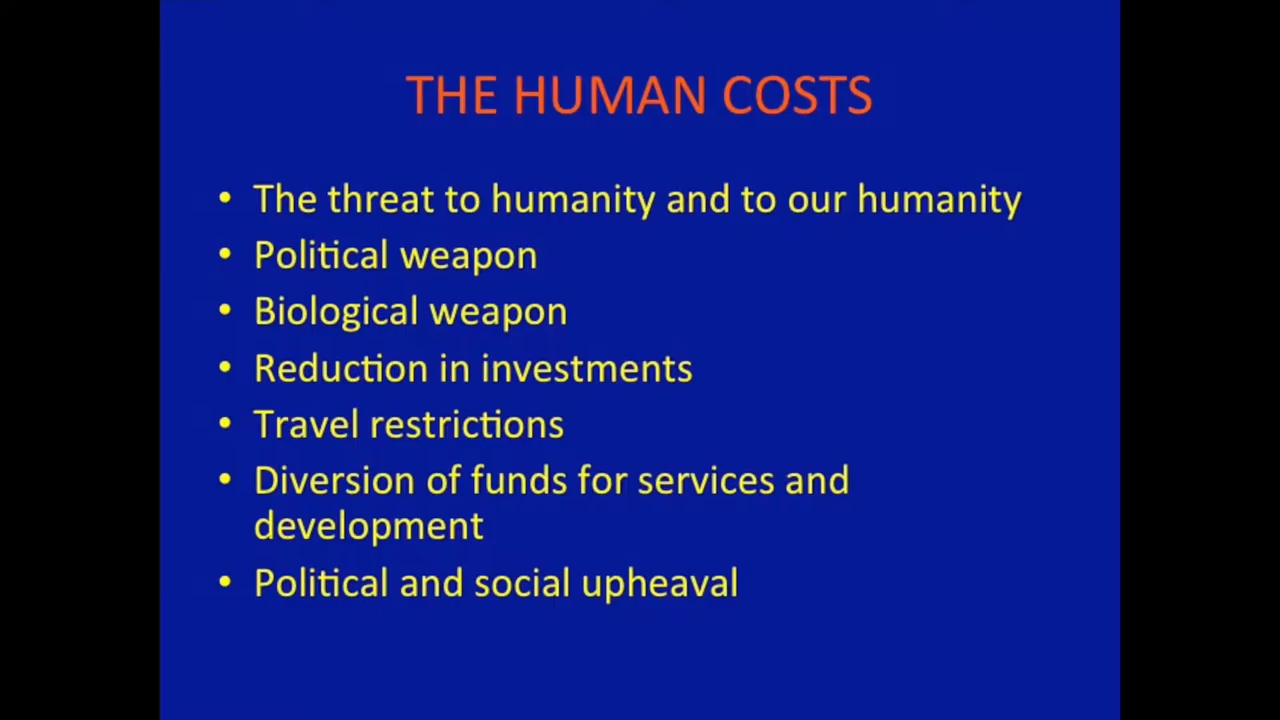 THE HUMAN COSTS
• The threat to humanity and to our humanity
• Political weapon
• Biological weapon
• Reduction in investments
• Travel restrictions
• Diversion of funds for services and
development
• Political and social upheaval